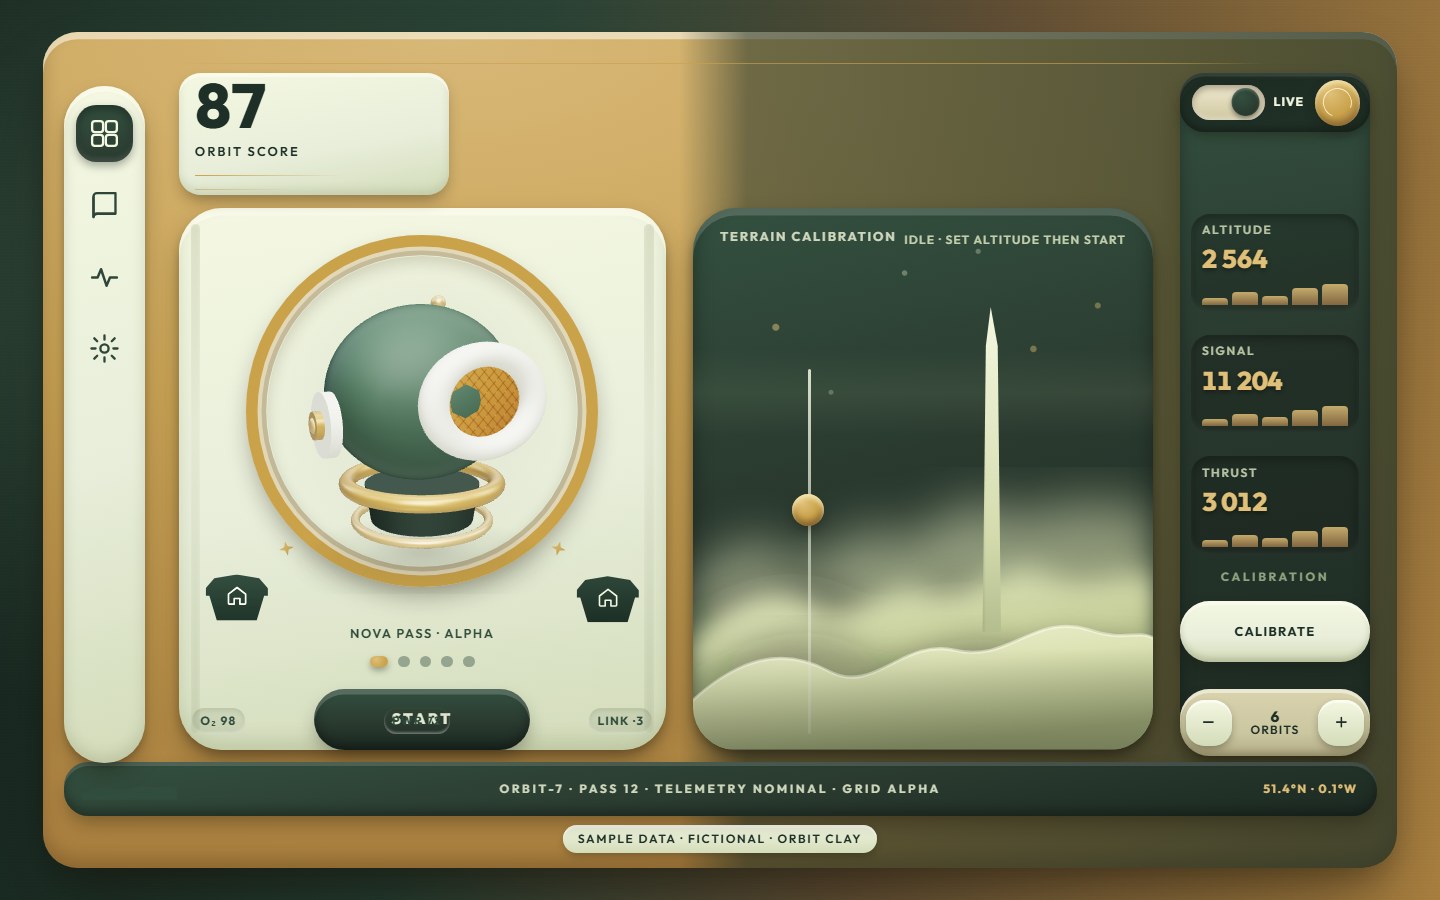 87
ORBIT SCORE
LIVE
TERRAIN CALIBRATION
IDLE · SET ALTITUDE THEN START
ALTITUDE
2 564
SIGNAL
11 204
THRUST
3 012
CALIBRATION
CALIBRATE
NOVA PASS · ALPHA
O₂ 98
START
LINK ·3
−
6
ORBITS
+
ORBIT-7 · PASS 12 · TELEMETRY NOMINAL · GRID ALPHA
51.4°N · 0.1°W
SAMPLE DATA · FICTIONAL · ORBIT CLAY